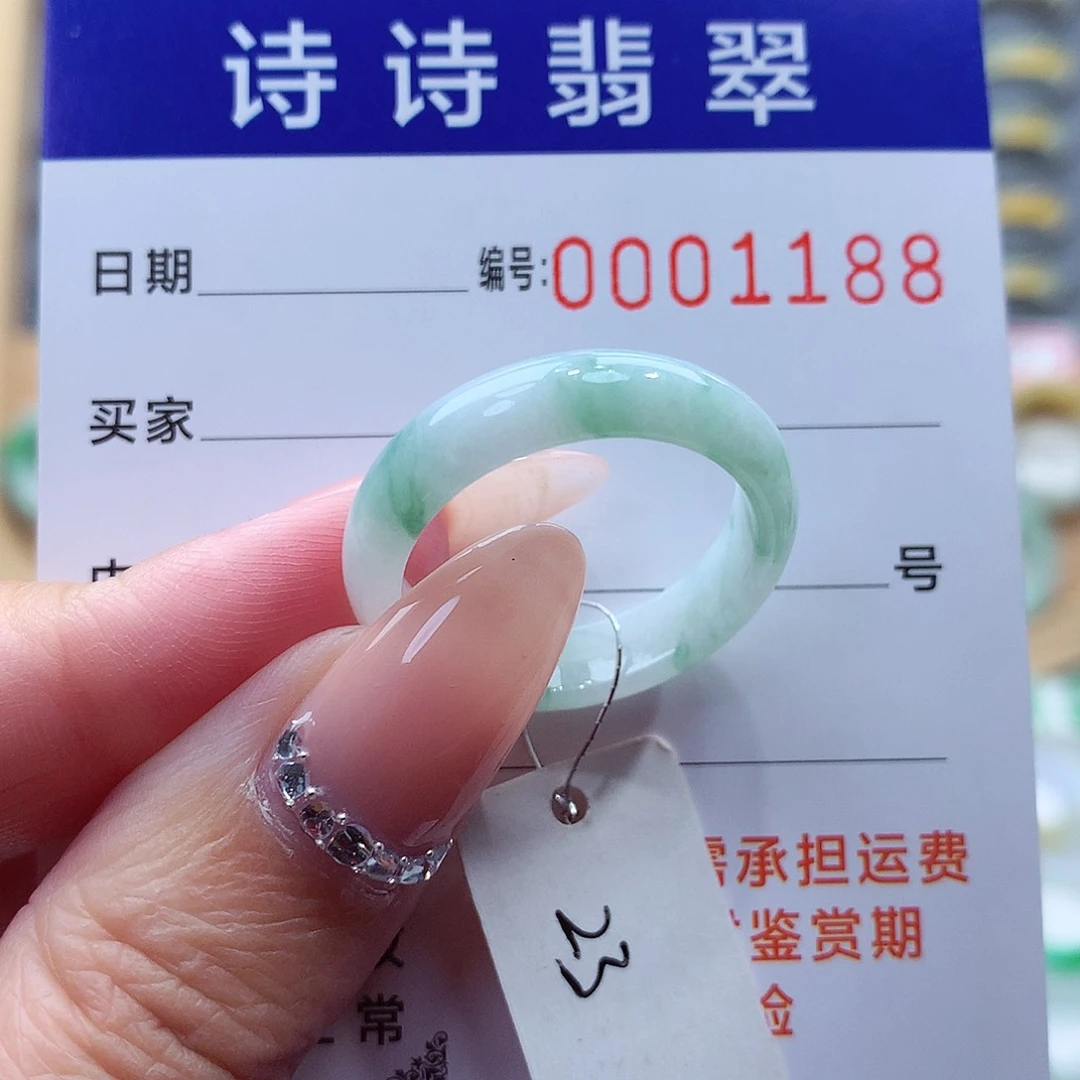 诗诗翡翠
日期 编号:0001188
买家
号
承担运费
鉴赏期
常
23